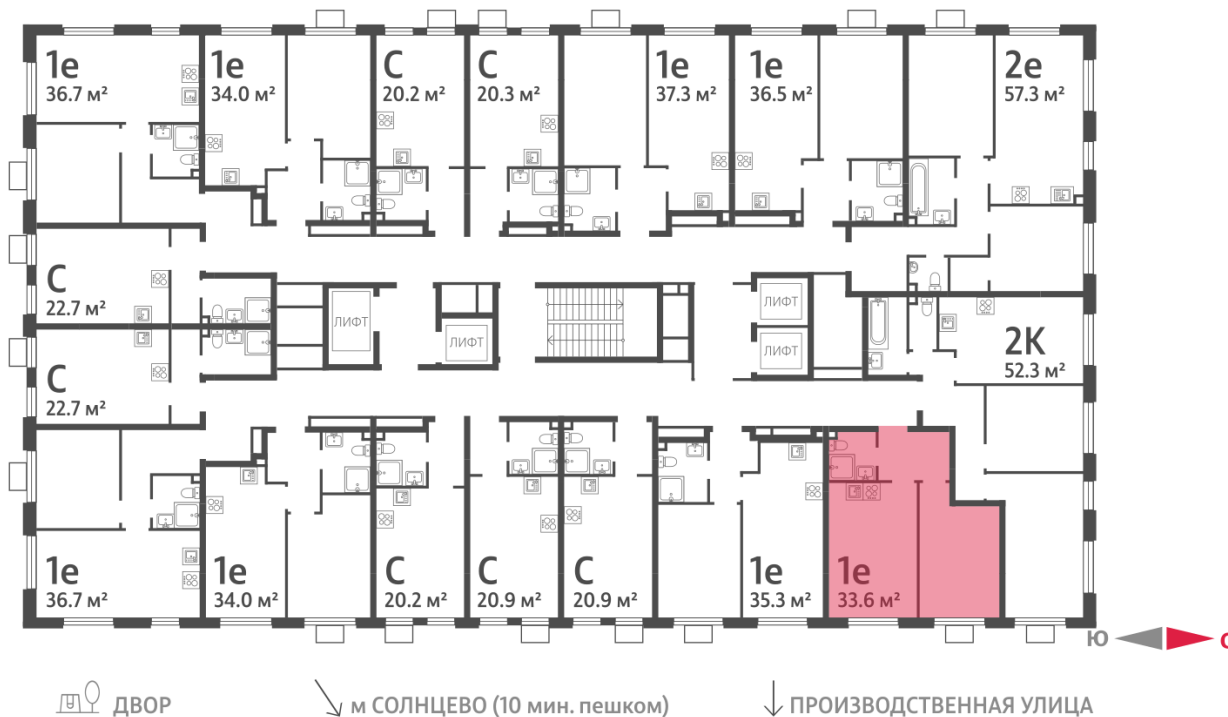 1е
36.7 м²
1е
34.0 м²
С
20.2 м²
С
20.3 м²
1е
37.3 м²
1е
36.5 м²
2е
57.3 м²
С
22.7 м²
ЛИФТ
ЛИФТ
ЛИФТ
ЛИФТ
С
22.7 м²
2К
52.3 м²
1е
36.7 м²
1е
34.0 м²
С
20.2 м²
С
20.9 м²
С
20.9 м²
1е
35.3 м²
1е
33.6 м²
Ю
С
ДВОР
м СОЛНЦЕВО (10 мин. пешком)
ПРОИЗВОДСТВЕННАЯ УЛИЦА